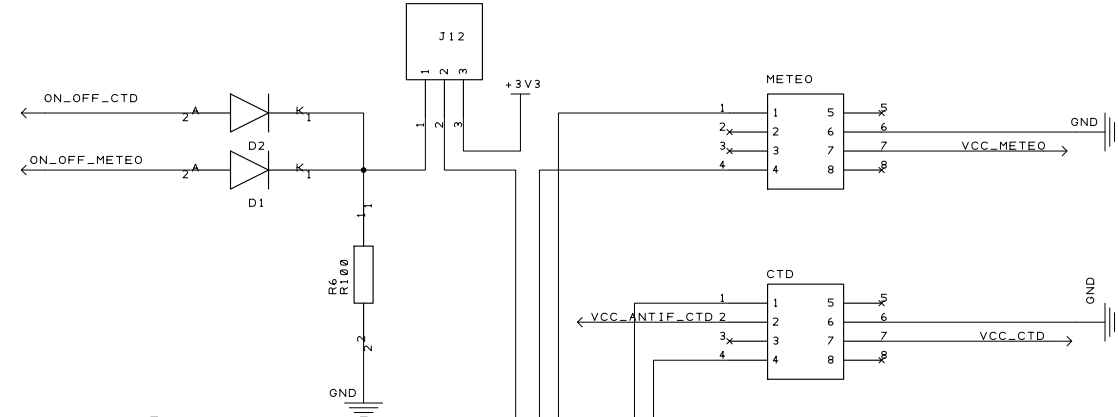 J12
1 2 3
+3V3
1 2 3
ON_OFF_CTD
2 A K 1
D2
ON_OFF_METEO
2 A K 1
D1
1 1
R6
R100
2 2
GND
METEO
1 1 5 5
2 2 6 6 GND
3 3 7 7 VCC_METEO
4 4 8 8
CTD
1 1 5 5
VCC_ANTIF_CTD 2 2 6 6 GND
3 3 7 7 VCC_CTD
4 4 8 8